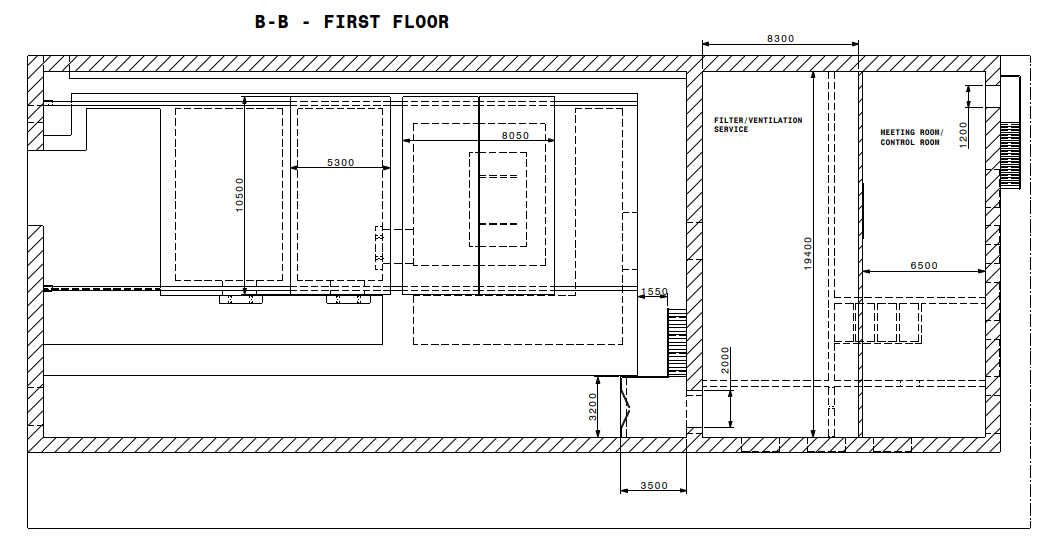 B-B - FIRST FLOOR
8300
FILTER/VENTILATION
SERVICE
MEETING ROOM/
CONTROL ROOM
1200
8050
5300
10500
19400
6500
1550
2000
3200
3500